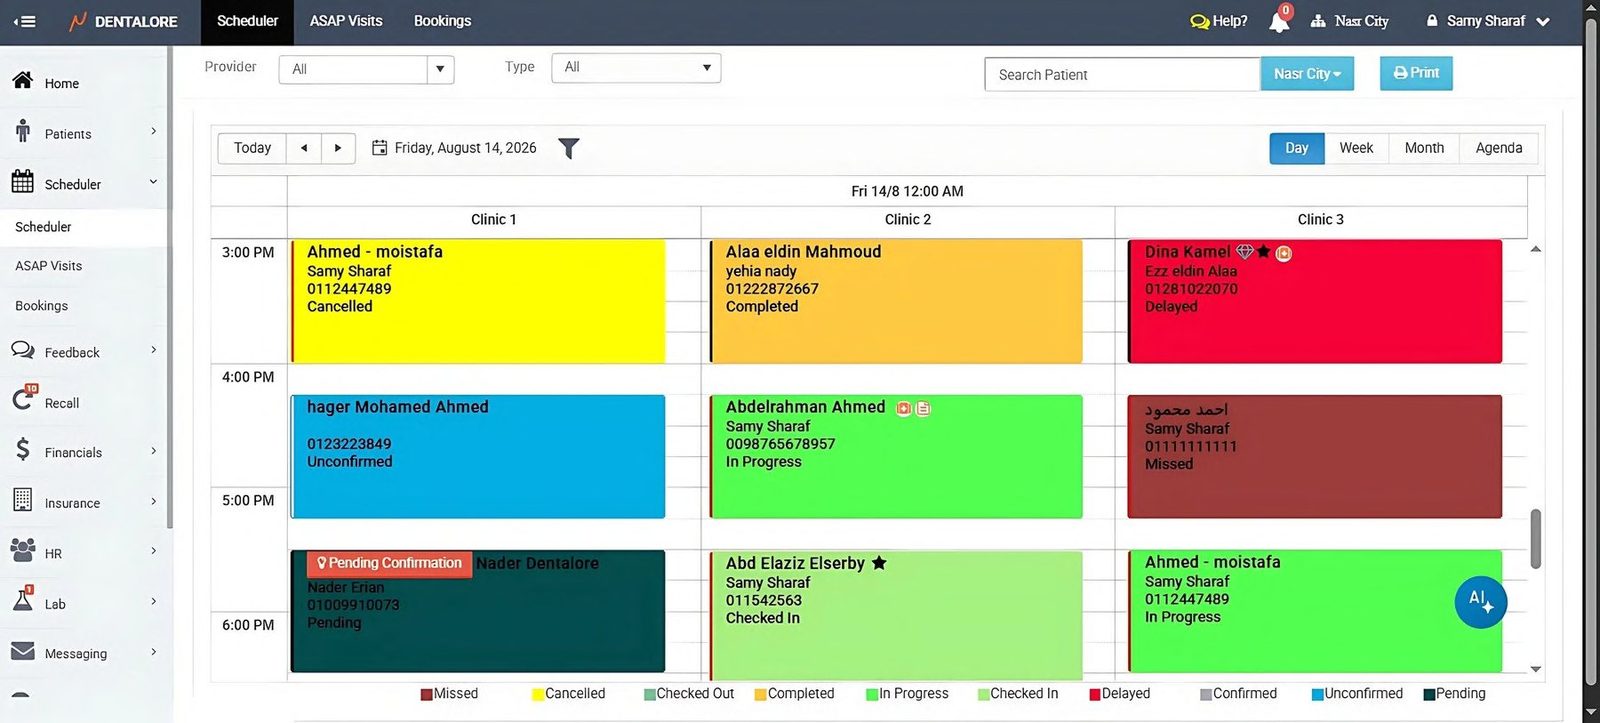 DENTALORE
Scheduler
ASAP Visits
Bookings
Help?
0
Nasr City
Samy Sharaf
Home
Patients
Scheduler
Scheduler
ASAP Visits
Bookings
Feedback
10
Recall
Financials
Insurance
HR
1
Lab
Messaging
Provider
All
Type
All
Search Patient
Nasr City
Print
Today
Friday, August 14, 2026
Day
Week
Month
Agenda
Fri 14/8 12:00 AM
Clinic 1
Clinic 2
Clinic 3
3:00 PM
Ahmed - moistafa
Samy Sharaf
0112447489
Cancelled
Alaa eldin Mahmoud
yehia nady
01222872667
Completed
Dina Kamel
Ezz eldin Alaa
01281022070
Delayed
4:00 PM
hager Mohamed Ahmed
0123223849
Unconfirmed
Abdelrahman Ahmed
Samy Sharaf
0098765678957
In Progress
احمد محمود
Samy Sharaf
01111111111
Missed
5:00 PM
Pending Confirmation Nader Dentalore
Nader Erian
01009910073
Pending
Abd Elaziz Elserby
Samy Sharaf
011542563
Checked In
Ahmed - moistafa
Samy Sharaf
0112447489
In Progress
6:00 PM
AI
Missed
Cancelled
Checked Out
Completed
In Progress
Checked In
Delayed
Confirmed
Unconfirmed
Pending